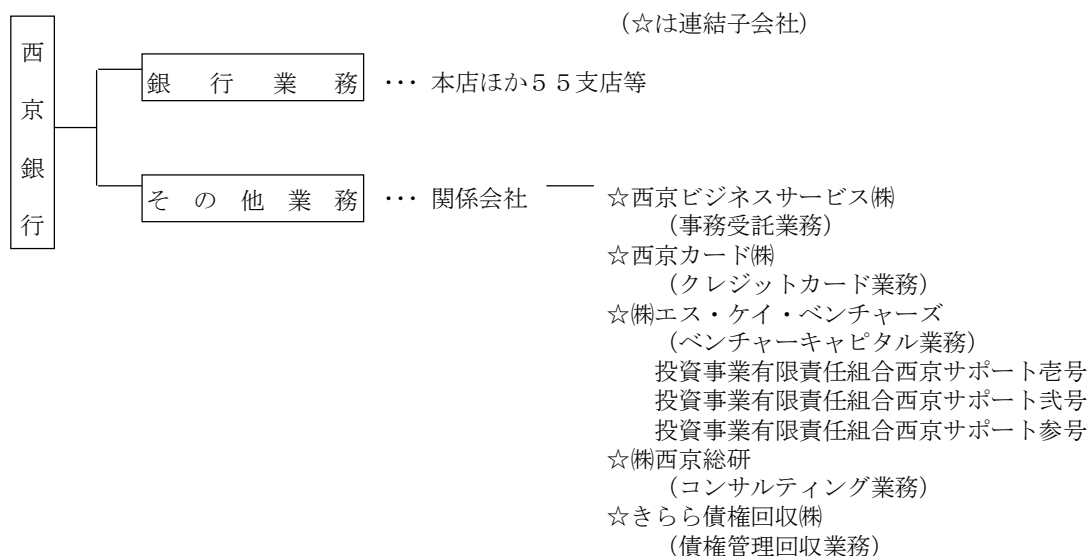 （☆は連結子会社）
西京銀行
銀行業務 ･･･ 本店ほか５５支店等
その他業務 ･･･ 関係会社
☆西京ビジネスサービス㈱
（事務受託業務）
☆西京カード㈱
（クレジットカード業務）
☆㈱エス・ケイ・ベンチャーズ
（ベンチャーキャピタル業務）
投資事業有限責任組合西京サポート壱号
投資事業有限責任組合西京サポート弐号
投資事業有限責任組合西京サポート参号
☆㈱西京総研
（コンサルティング業務）
☆きらら債権回収㈱
（債権管理回収業務）